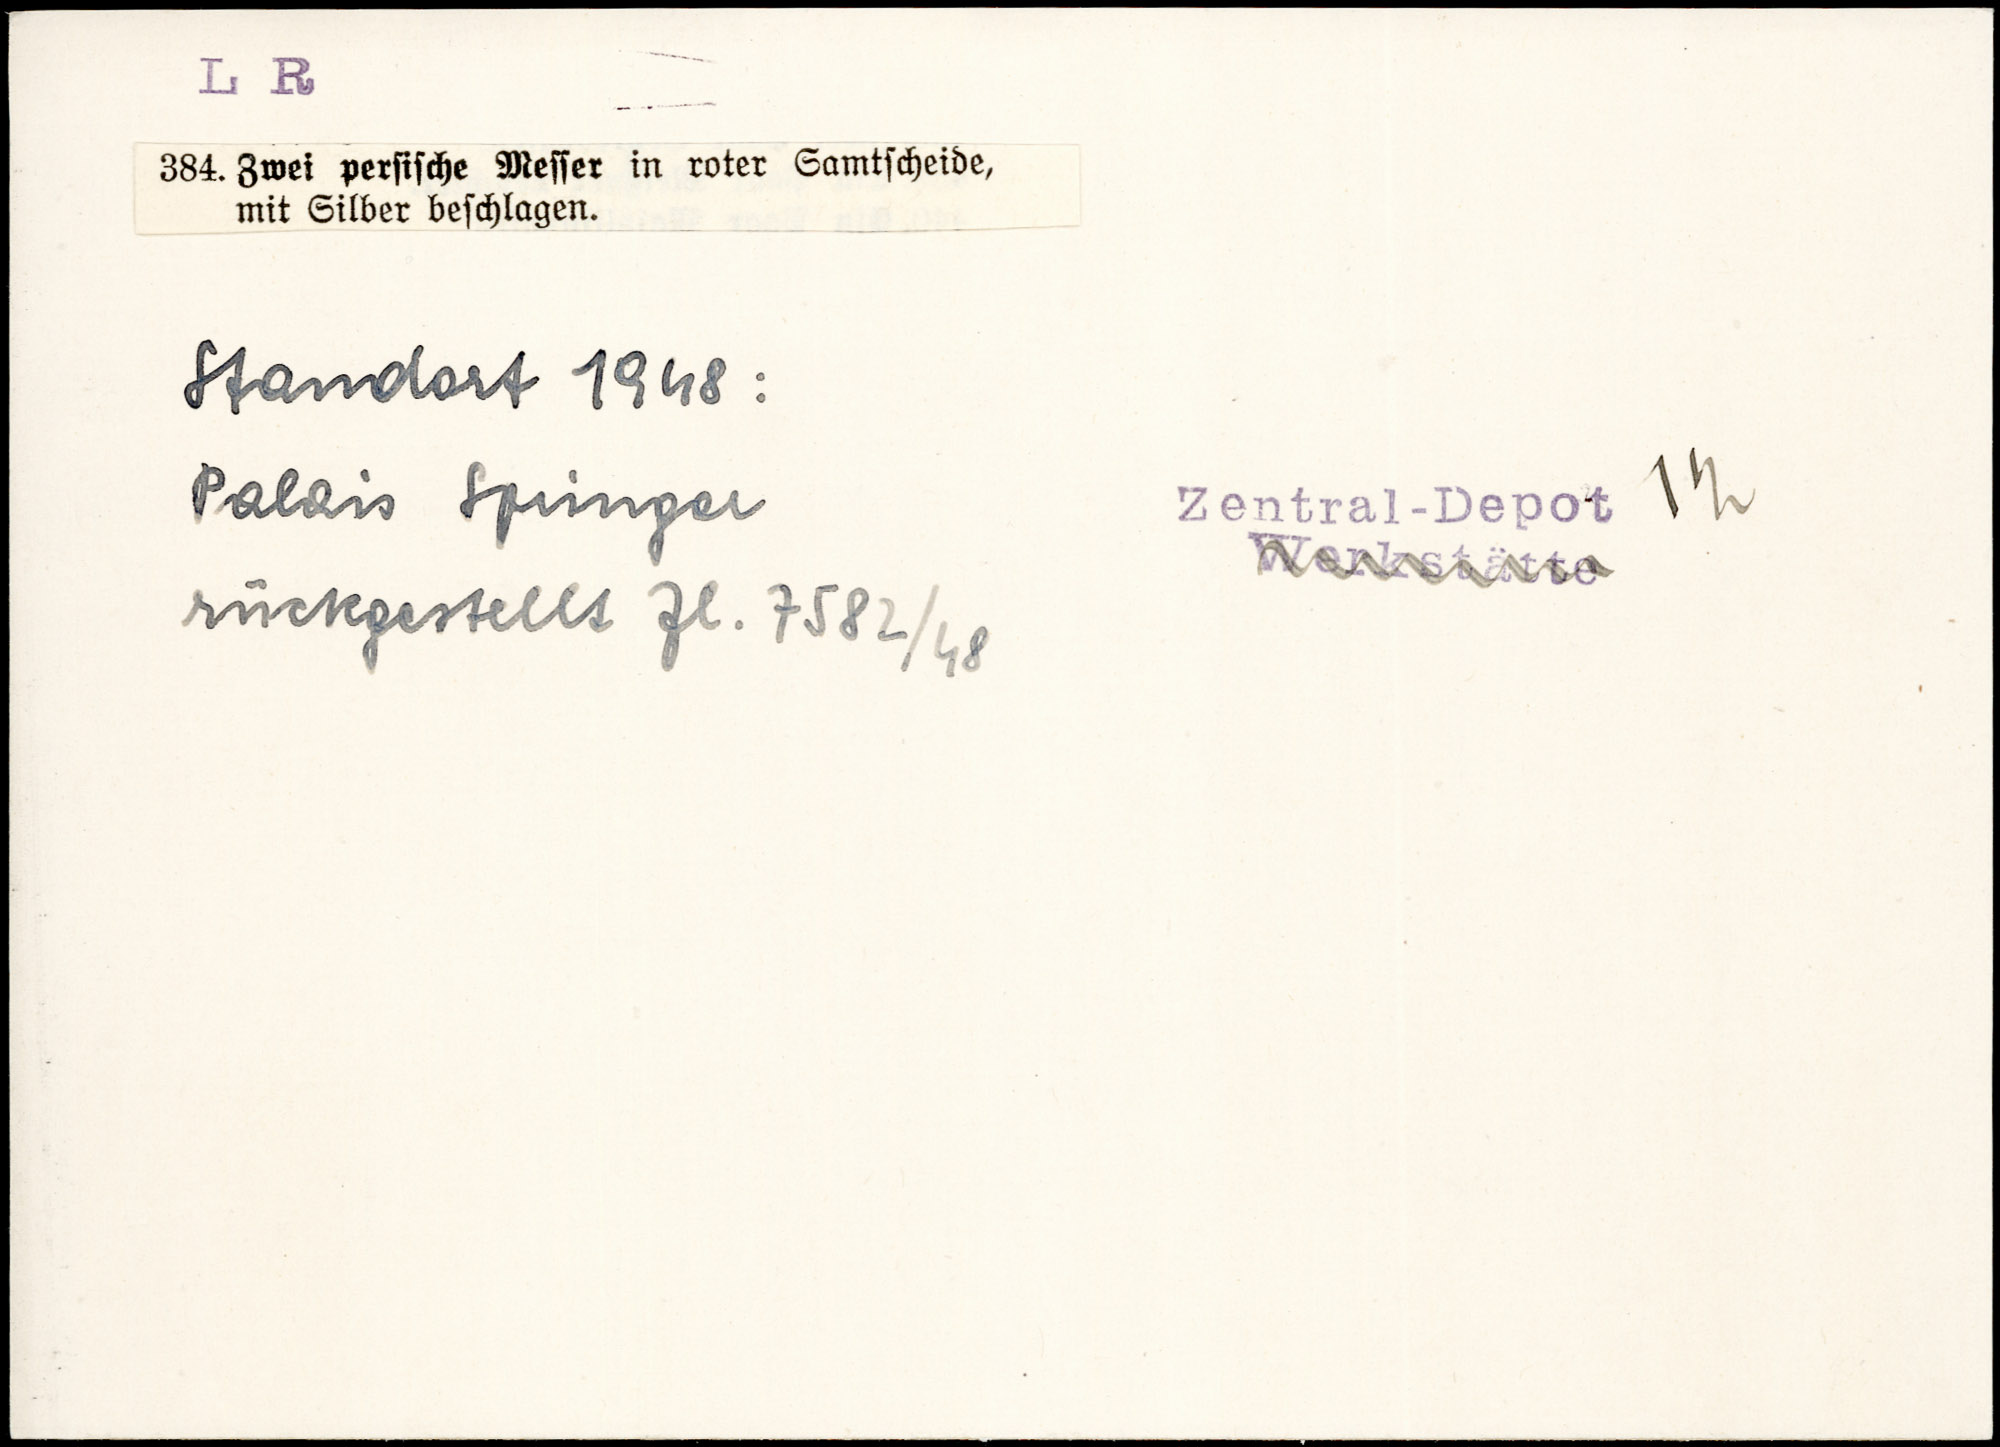 L R
384. Zwei persische Messer in roter Samtscheide,
mit Silber beschlagen.
Standort 1948:
Palais Springer
rückgestellt Zl. 7582/48
Zentral-Depot
Werkstätte